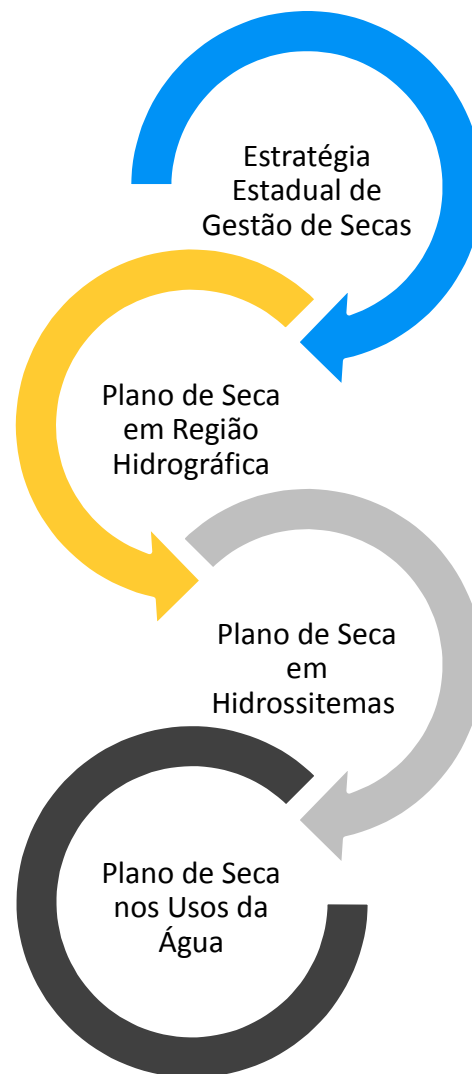 Estratégia
Estadual de
Gestão de Secas
Plano de Seca
em Região
Hidrográfica
Plano de Seca
em
Hidrossitemas
Plano de Seca
nos Usos da
Água